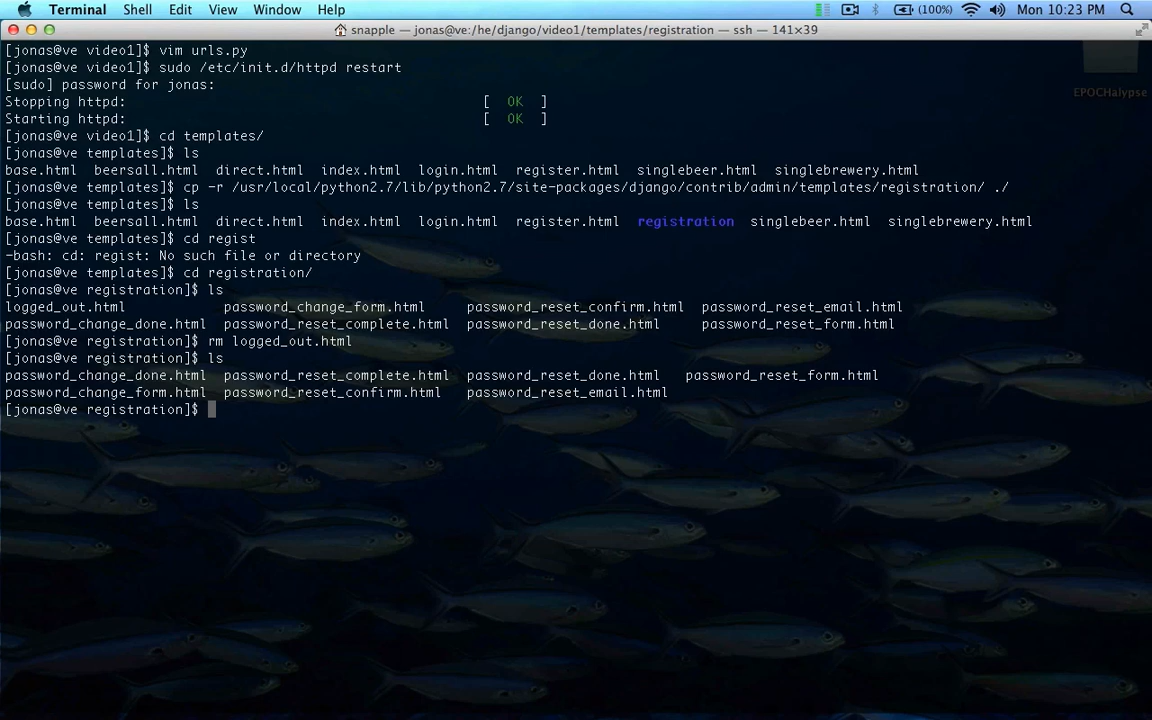 Terminal Shell Edit View Window Help (100%) Mon 10:23 PM
snapple — jonas@ve:/he/django/video1/templates/registration — ssh — 141×39
[jonas@ve video1]$ vim urls.py
[jonas@ve video1]$ sudo /etc/init.d/httpd restart
[sudo] password for jonas:
Stopping httpd: [ OK ]
Starting httpd: [ OK ]
[jonas@ve video1]$ cd templates/
[jonas@ve templates]$ ls
base.html beersall.html direct.html index.html login.html register.html singlebeer.html singlebrewery.html
[jonas@ve templates]$ cp -r /usr/local/python2.7/lib/python2.7/site-packages/django/contrib/admin/templates/registration/ ./
[jonas@ve templates]$ ls
base.html beersall.html direct.html index.html login.html register.html registration singlebeer.html singlebrewery.html
[jonas@ve templates]$ cd regist
-bash: cd: regist: No such file or directory
[jonas@ve templates]$ cd registration/
[jonas@ve registration]$ ls
logged_out.html password_change_form.html password_reset_confirm.html password_reset_email.html
password_change_done.html password_reset_complete.html password_reset_done.html password_reset_form.html
[jonas@ve registration]$ rm logged_out.html
[jonas@ve registration]$ ls
password_change_done.html password_reset_complete.html password_reset_done.html password_reset_form.html
password_change_form.html password_reset_confirm.html password_reset_email.html
[jonas@ve registration]$
EPOCHalypse